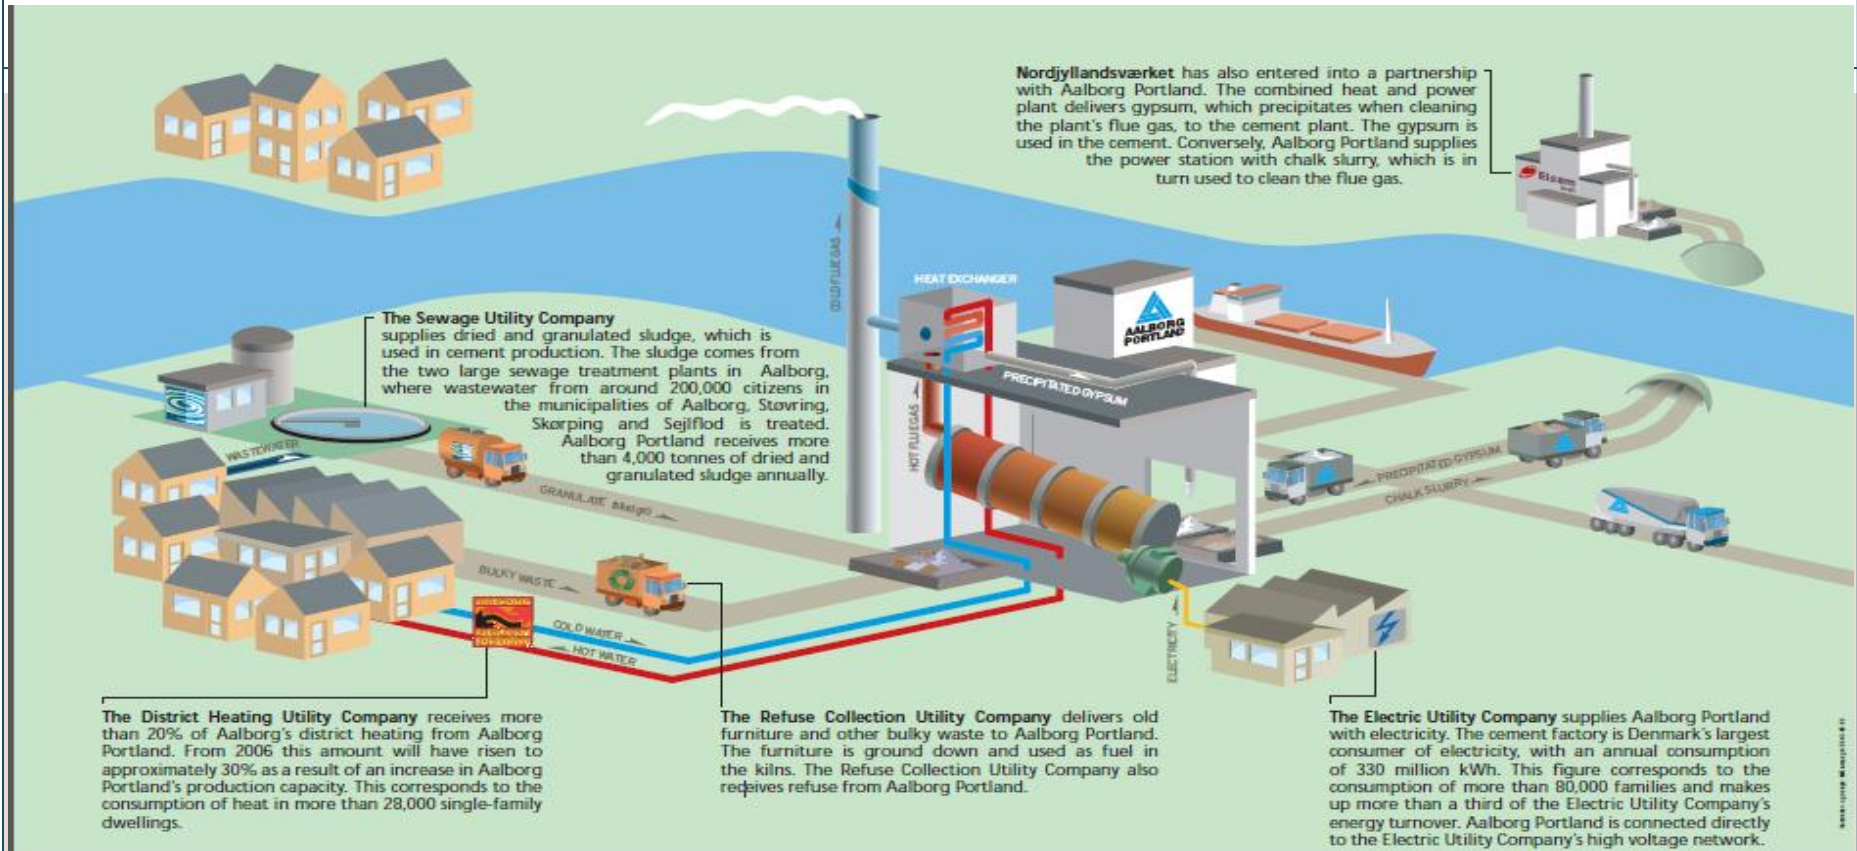 Nordjyllandsværket has also entered into a partnership
with Aalborg Portland. The combined heat and power
plant delivers gypsum, which precipitates when cleaning
the plant's flue gas, to the cement plant. The gypsum is
used in the cement. Conversely, Aalborg Portland supplies
the power station with chalk slurry, which is in
turn used to clean the flue gas.
Elsam
COLD FLUE GAS
HEAT EXCHANGER
AALBORG
PORTLAND
PRECIPITATED GYPSUM
HOT FLUE GAS
The Sewage Utility Company
supplies dried and granulated sludge, which is
used in cement production. The sludge comes from
the two large sewage treatment plants in Aalborg,
where wastewater from around 200,000 citizens in
the municipalities of Aalborg, Støvring,
Skørping and Sejlflod is treated.
Aalborg Portland receives more
than 4,000 tonnes of dried and
granulated sludge annually.
WASTEWATER
GRANULATE
PRECIPITATED GYPSUM
CHALK SLURRY
BULKY WASTE
COLD WATER
HOT WATER
ELECTRICITY
The District Heating Utility Company receives more
than 20% of Aalborg's district heating from Aalborg
Portland. From 2006 this amount will have risen to
approximately 30% as a result of an increase in Aalborg
Portland's production capacity. This corresponds to the
consumption of heat in more than 28,000 single-family
dwellings.
The Refuse Collection Utility Company delivers old
furniture and other bulky waste to Aalborg Portland.
The furniture is ground down and used as fuel in
the kilns. The Refuse Collection Utility Company also
receives refuse from Aalborg Portland.
The Electric Utility Company supplies Aalborg Portland
with electricity. The cement factory is Denmark's largest
consumer of electricity, with an annual consumption
of 330 million kWh. This figure corresponds to the
consumption of more than 80,000 families and makes
up more than a third of the Electric Utility Company's
energy turnover. Aalborg Portland is connected directly
to the Electric Utility Company's high voltage network.